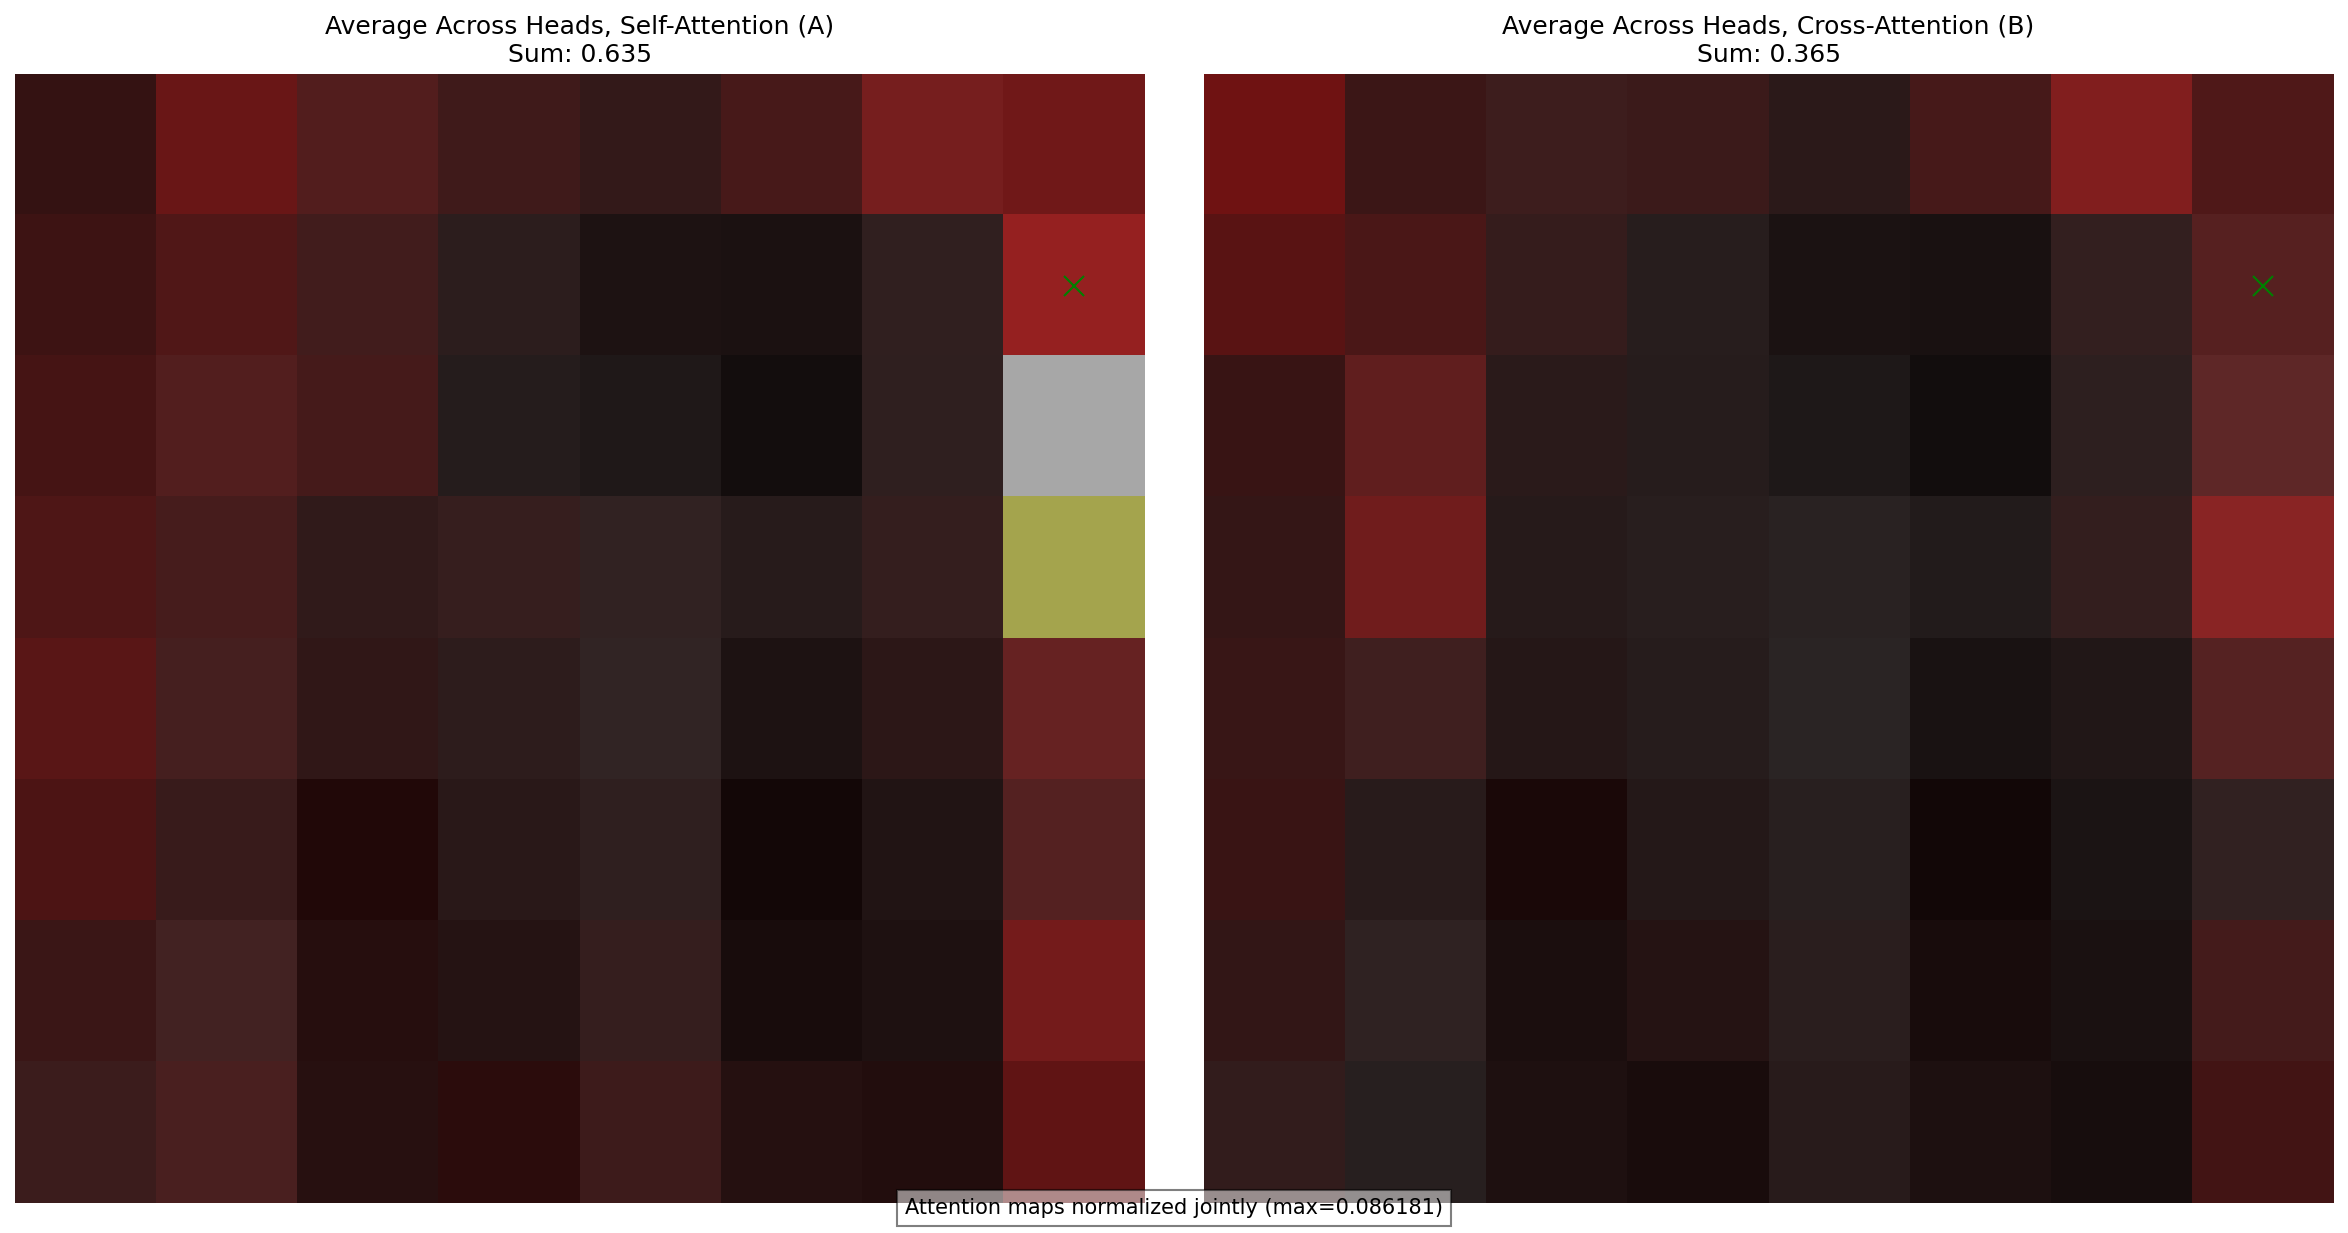 Average Across Heads, Self-Attention (A)
Sum: 0.635
Average Across Heads, Cross-Attention (B)
Sum: 0.365
Attention maps normalized jointly (max=0.086181)